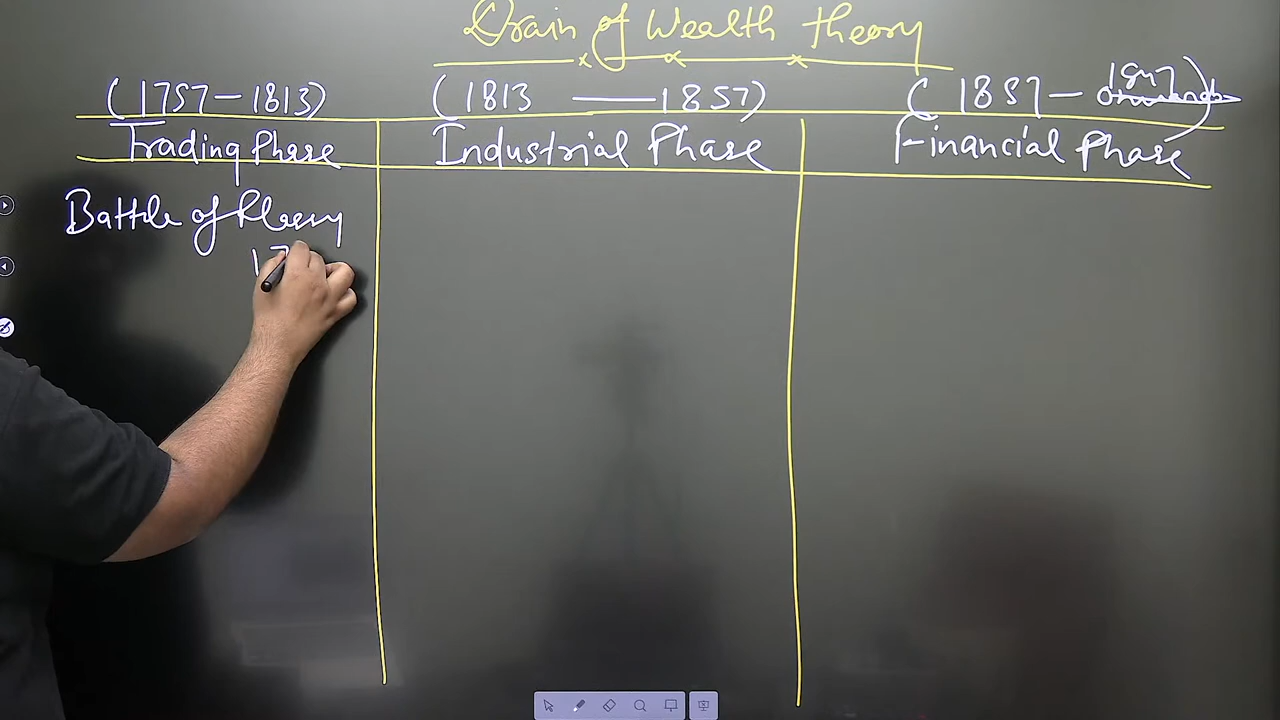 Drain of Wealth theory
(1757-1813)
(1813 — 1857)
(1857- 1947)
Trading Phase
Industrial Phase
Financial Phase
Battle of Plessy
17